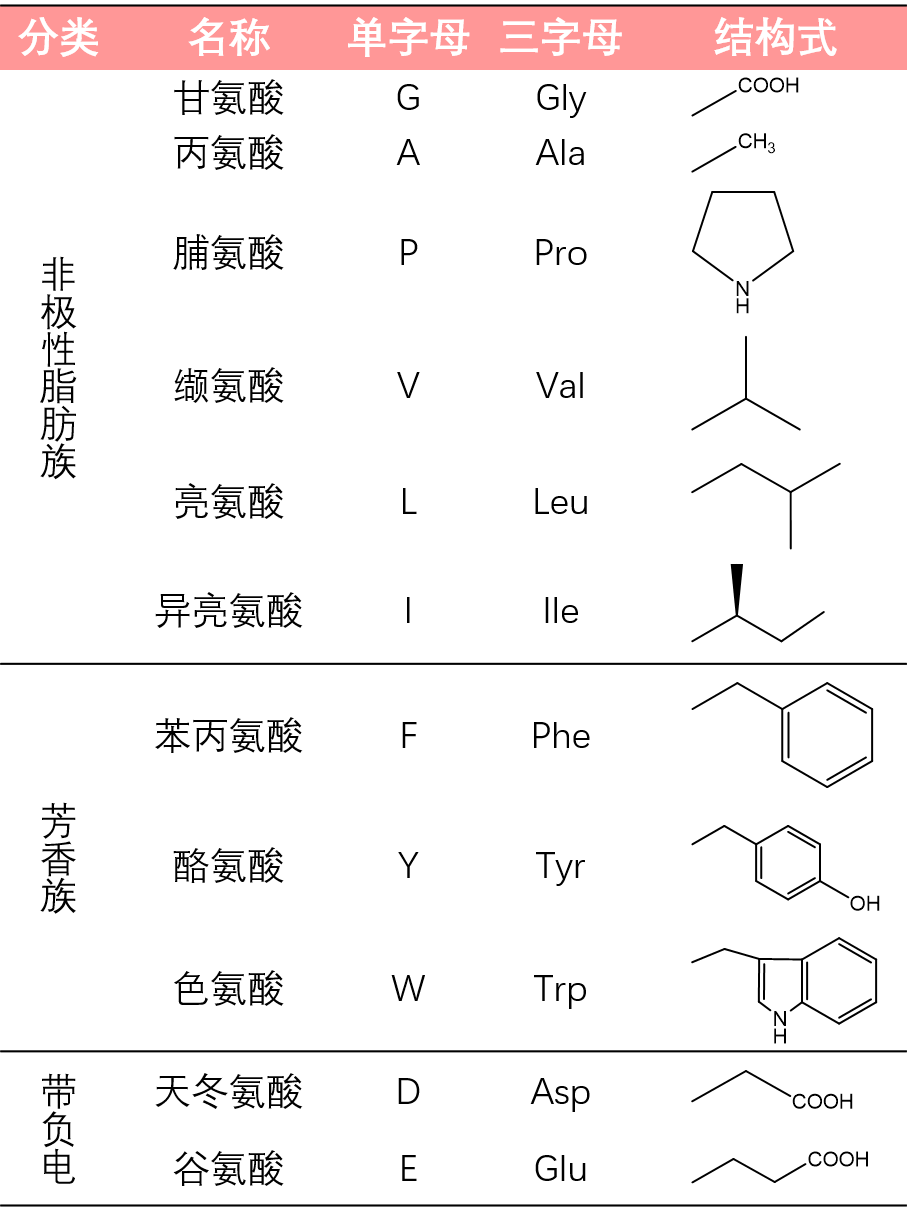 分类 名称 单字母 三字母 结构式
非极性脂肪族
甘氨酸 G Gly COOH
丙氨酸 A Ala CH₃
脯氨酸 P Pro N H
缬氨酸 V Val
亮氨酸 L Leu
异亮氨酸 I Ile
芳香族
苯丙氨酸 F Phe
酪氨酸 Y Tyr OH
色氨酸 W Trp N H
带负电
天冬氨酸 D Asp COOH
谷氨酸 E Glu COOH